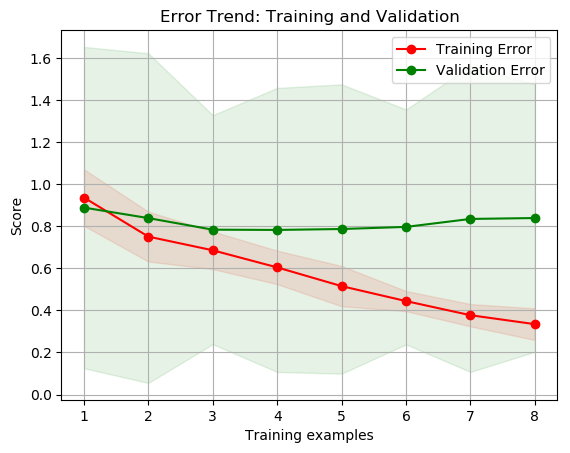 Error Trend: Training and Validation
Training Error
Validation Error
1.6
1.4
1.2
1.0
0.8
0.6
0.4
0.2
0.0
Score
1 2 3 4 5 6 7 8
Training examples